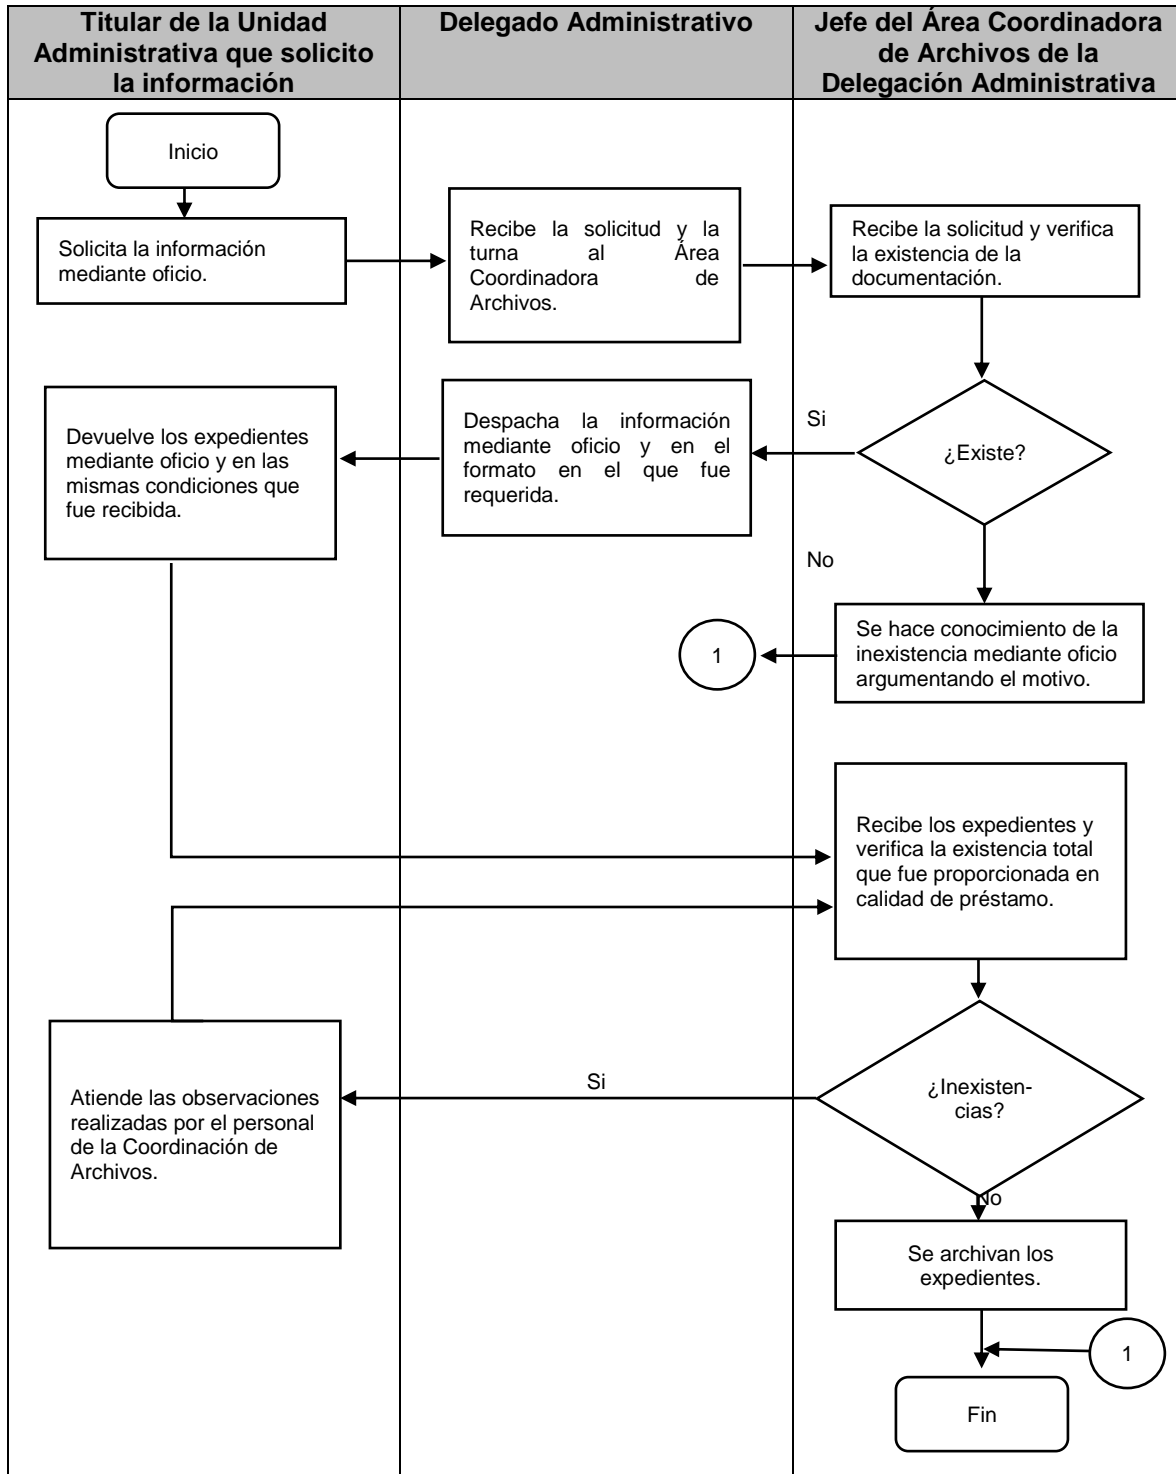 Titular de la Unidad
Administrativa que solicito
la información
Delegado Administrativo
Jefe del Área Coordinadora
de Archivos de la
Delegación Administrativa
Inicio
Solicita la información
mediante oficio.
Recibe la solicitud y la
turna al Área
Coordinadora de
Archivos.
Recibe la solicitud y verifica
la existencia de la
documentación.
¿Existe?
Si
Despacha la información
mediante oficio y en el
formato en el que fue
requerida.
Devuelve los expedientes
mediante oficio y en las
mismas condiciones que
fue recibida.
No
Se hace conocimiento de la
inexistencia mediante oficio
argumentando el motivo.
1
Recibe los expedientes y
verifica la existencia total
que fue proporcionada en
calidad de préstamo.
¿Inexisten-
cias?
Si
Atiende las observaciones
realizadas por el personal
de la Coordinación de
Archivos.
No
Se archivan los
expedientes.
1
Fin